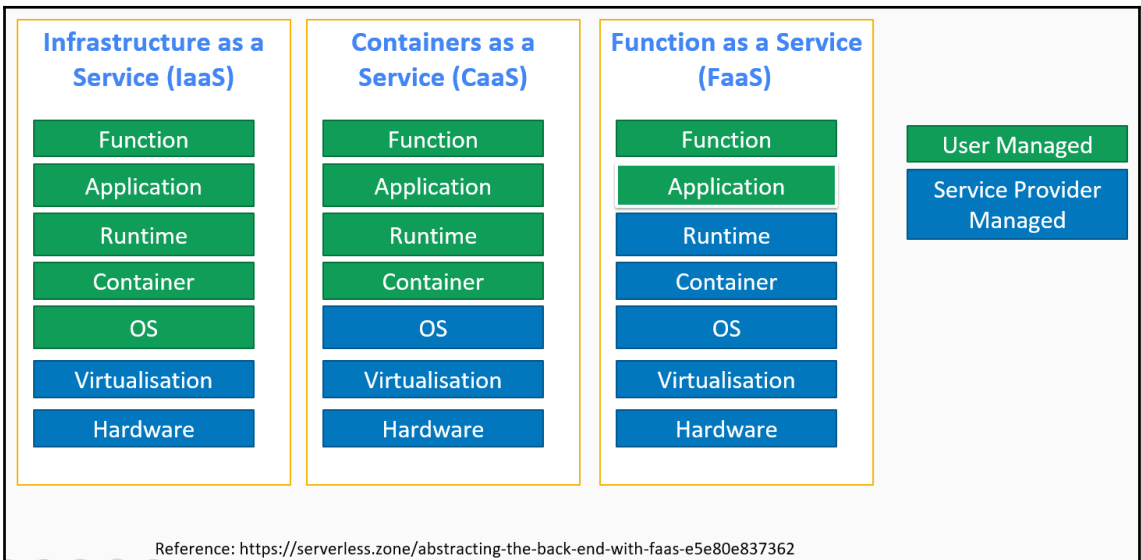 Infrastructure as a
Service (IaaS)
Function
Application
Runtime
Container
OS
Virtualisation
Hardware
Containers as a
Service (CaaS)
Function
Application
Runtime
Container
OS
Virtualisation
Hardware
Function as a Service
(FaaS)
Function
Application
Runtime
Container
OS
Virtualisation
Hardware
User Managed
Service Provider
Managed
Reference: https://serverless.zone/abstracting-the-back-end-with-faas-e5e80e837362